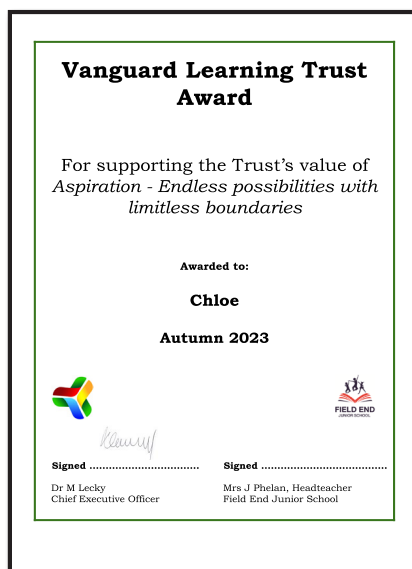 Vanguard Learning Trust
Award
For supporting the Trust's value of
Aspiration - Endless possibilities with
limitless boundaries
Awarded to:
Chloe
Autumn 2023
FIELD END
JUNIOR SCHOOL
Signed ..................................
Signed .......................................
Dr M Lecky
Chief Executive Officer
Mrs J Phelan, Headteacher
Field End Junior School